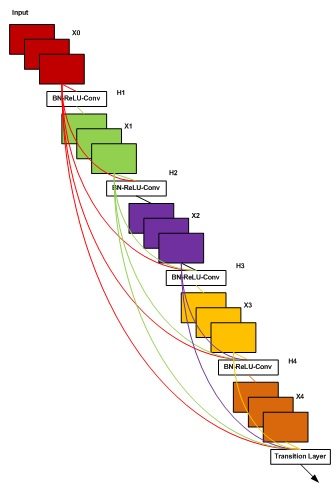 Input
X0
BN-ReLU-Conv
H1
X1
H2
BN-ReLU-Conv
X2
H3
BN-ReLU-Conv
X3
H4
BN-ReLU-Conv
X4
Transition Layer